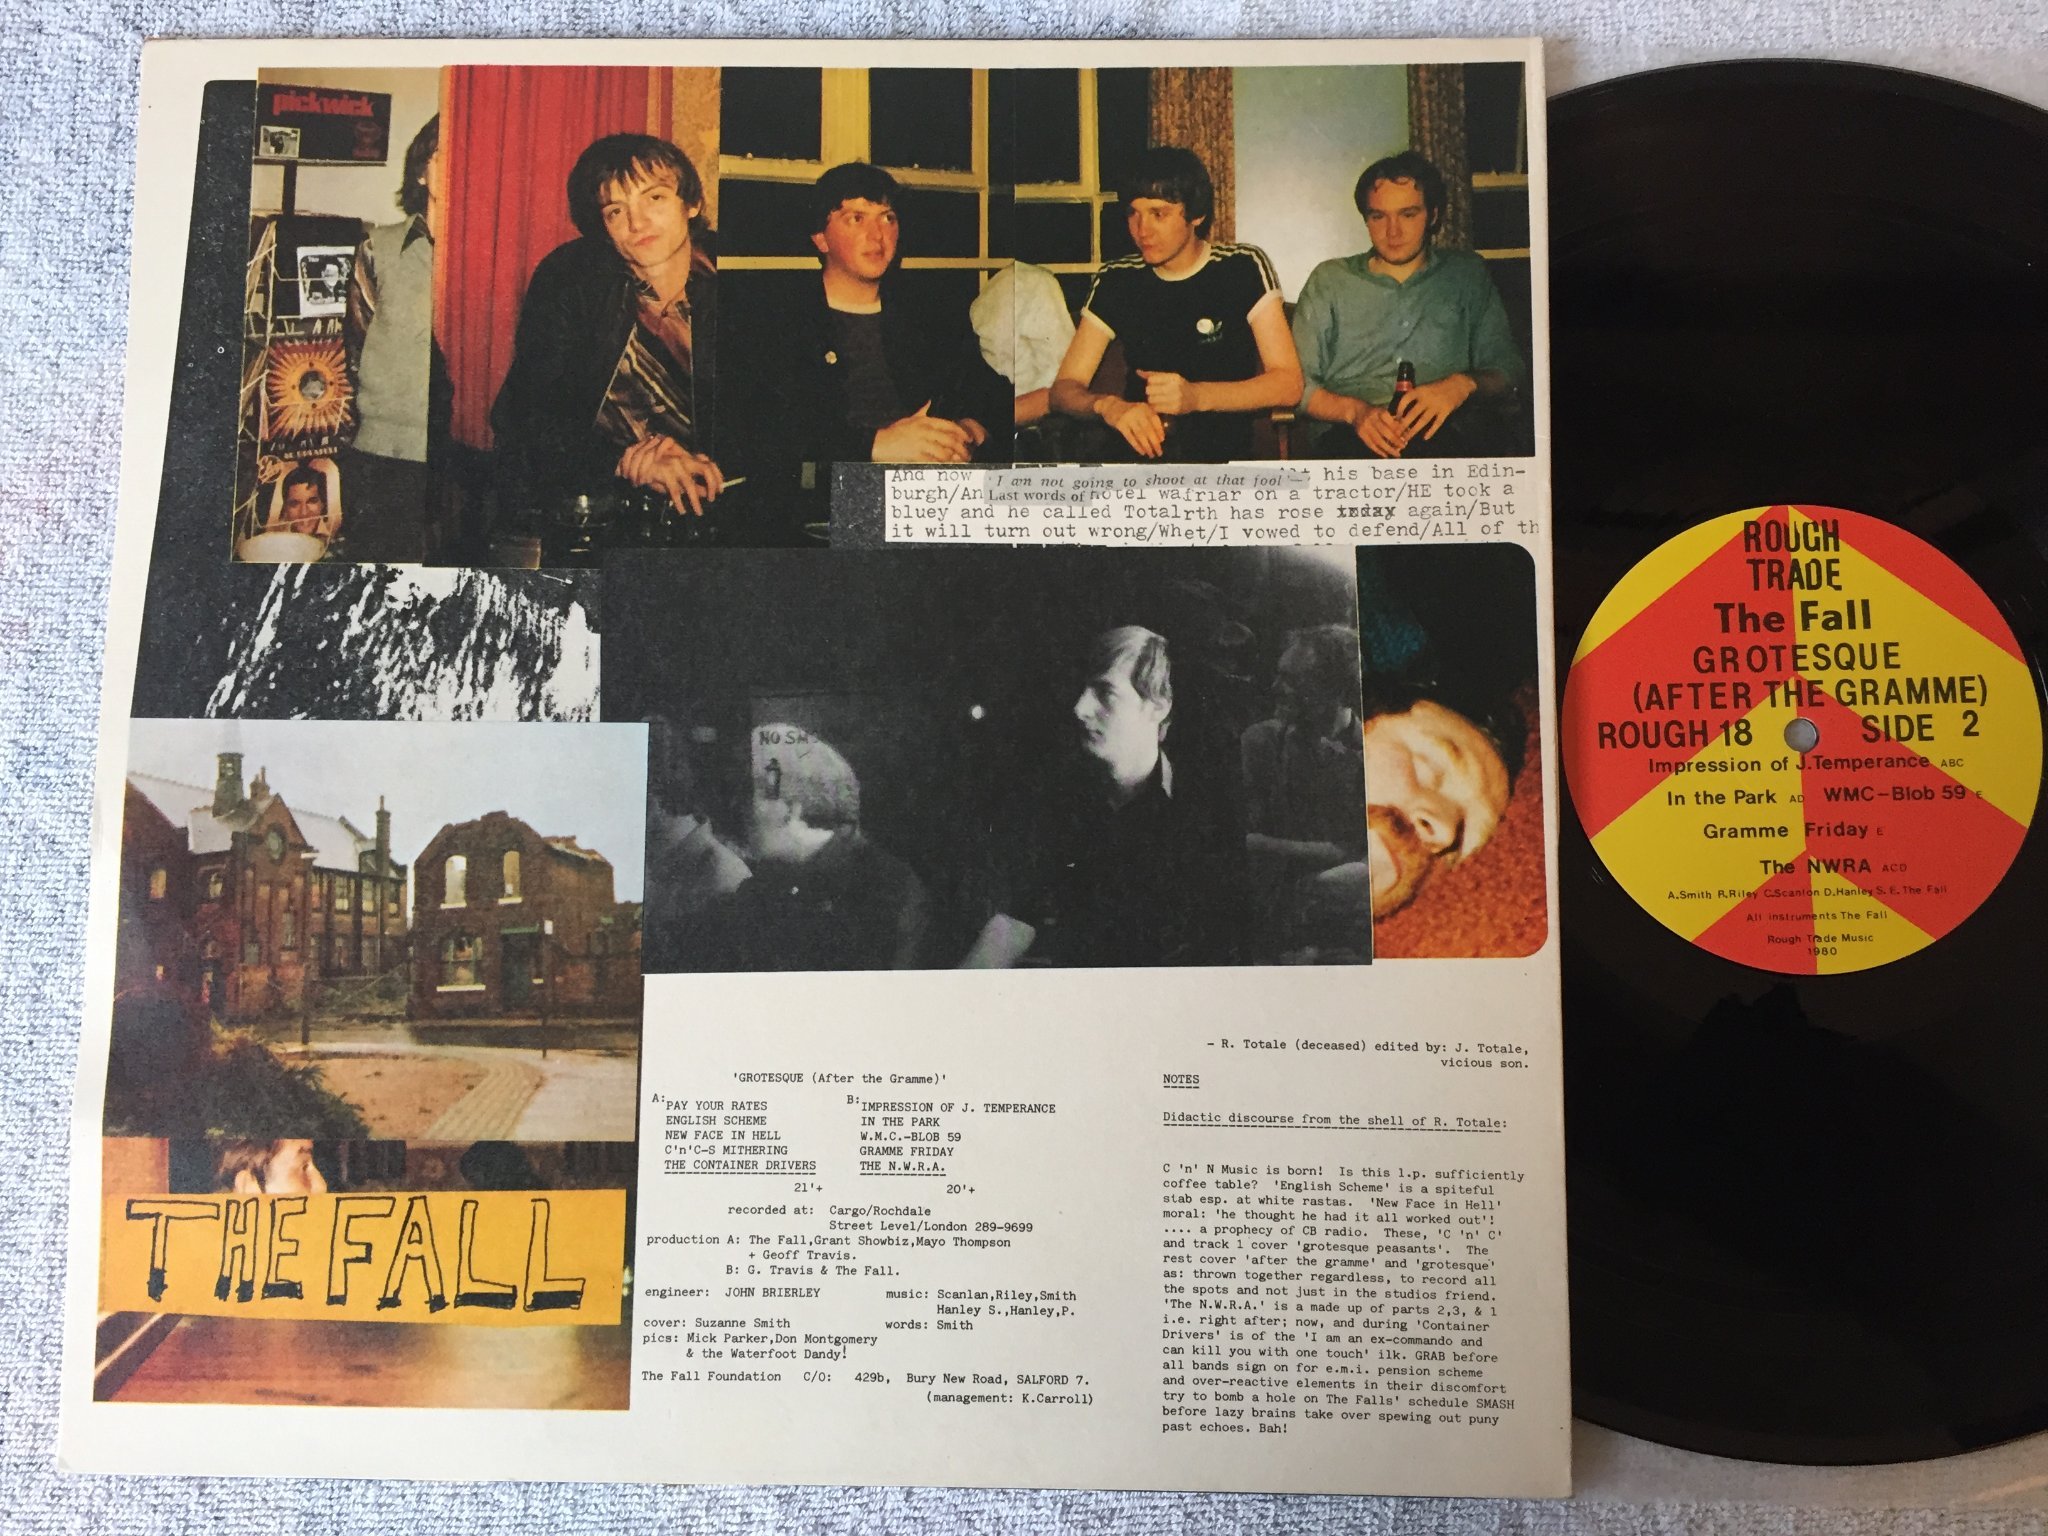 pickwick
And now his base in Edin-
'I am not going to shoot at that fool'—
burgh/An hotel wa friar on a tractor/HE took a
Last words of
bluey and he called Totalrth has rose again/But
it will turn out wrong/Whet/I vowed to defend/All of th
NO SM
THE FALL
'GROTESQUE (After the Gramme)'
A: PAY YOUR RATES
ENGLISH SCHEME
NEW FACE IN HELL
C'n'C-S MITHERING
THE CONTAINER DRIVERS
21'+
B: IMPRESSION OF J. TEMPERANCE
IN THE PARK
W.M.C.-BLOB 59
GRAMME FRIDAY
THE N.W.R.A.
20'+
recorded at: Cargo/Rochdale
Street Level/London 289-9699
production A: The Fall,Grant Showbiz,Mayo Thompson
+ Geoff Travis.
B: G. Travis & The Fall.
engineer: JOHN BRIERLEY
music: Scanlan,Riley,Smith
Hanley S.,Hanley,P.
cover: Suzanne Smith
words: Smith
pics: Mick Parker,Don Montgomery
& the Waterfoot Dandy!
The Fall Foundation C/O: 429b, Bury New Road, SALFORD 7.
(management: K.Carroll)
- R. Totale (deceased) edited by: J. Totale,
vicious son.
NOTES
Didactic discourse from the shell of R. Totale:
C 'n' N Music is born! Is this l.p. sufficiently
coffee table? 'English Scheme' is a spiteful
stab esp. at white rastas. 'New Face in Hell'
moral: 'he thought he had it all worked out'!
.... a prophecy of CB radio. These, 'C 'n' C'
and track 1 cover 'grotesque peasants'. The
rest cover 'after the gramme' and 'grotesque'
as: thrown together regardless, to record all
the spots and not just in the studios friend.
'The N.W.R.A.' is a made up of parts 2,3, & 1
i.e. right after; now, and during 'Container
Drivers' is of the 'I am an ex-commando and
can kill you with one touch' ilk. GRAB before
all bands sign on for e.m.i. pension scheme
and over-reactive elements in their discomfort
try to bomb a hole on The Falls' schedule SMASH
before lazy brains take over spewing out puny
past echoes. Bah!
ROUGH
TRADE
The Fall
GROTESQUE
(AFTER THE GRAMME)
ROUGH 18 SIDE 2
Impression of J.Temperance ABC
In the Park AD WMC-Blob 59 E
Gramme Friday E
The NWRA ACD
A.Smith R.Riley C.Scanlon D.Hanley S. E.The Fall
All instruments The Fall
Rough Trade Music
1980